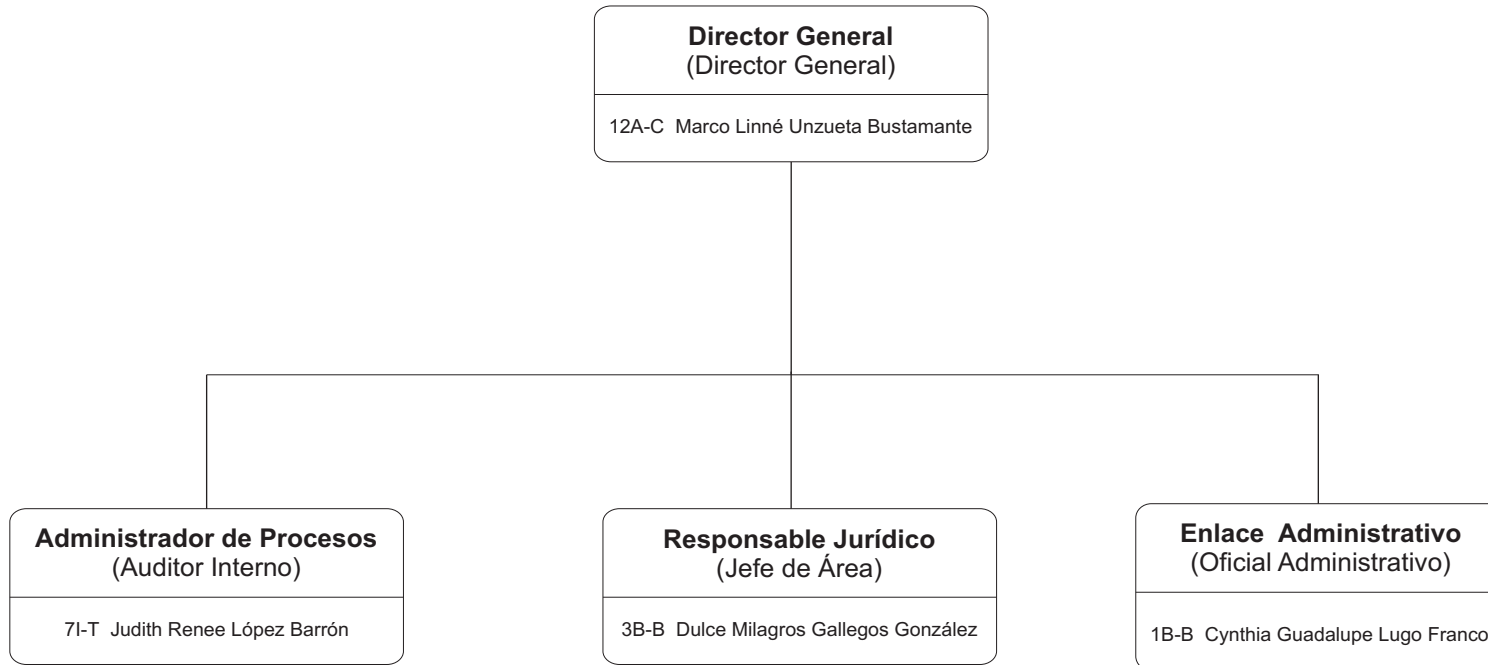 Director General
(Director General)
12A-C Marco Linné Unzueta Bustamante
Administrador de Procesos
(Auditor Interno)
7I-T Judith Renee López Barrón
Responsable Jurídico
(Jefe de Área)
3B-B Dulce Milagros Gallegos González
Enlace Administrativo
(Oficial Administrativo)
1B-B Cynthia Guadalupe Lugo Franco